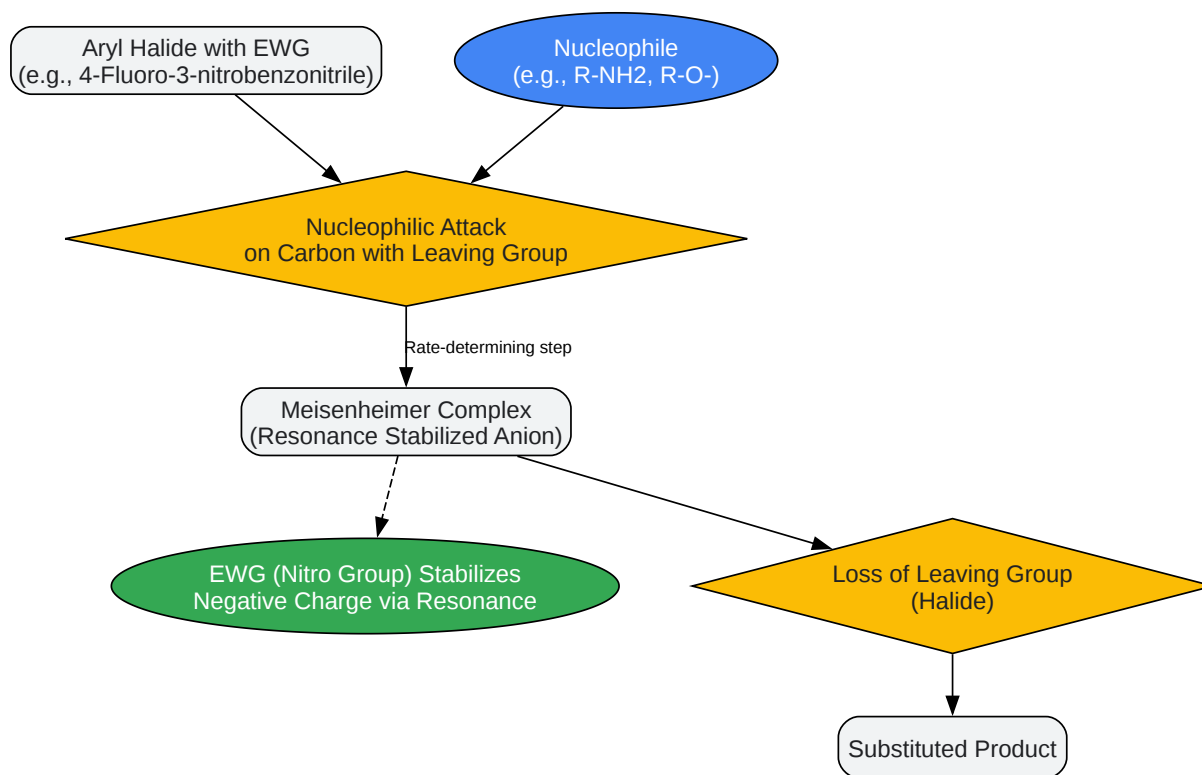 Aryl Halide with EWG
(e.g., 4-Fluoro-3-nitrobenzonitrile)
Nucleophile
(e.g., R-NH2, R-O-)
Nucleophilic Attack
on Carbon with Leaving Group
Rate-determining step
Meisenheimer Complex
(Resonance Stabilized Anion)
EWG (Nitro Group) Stabilizes
Negative Charge via Resonance
Loss of Leaving Group
(Halide)
Substituted Product